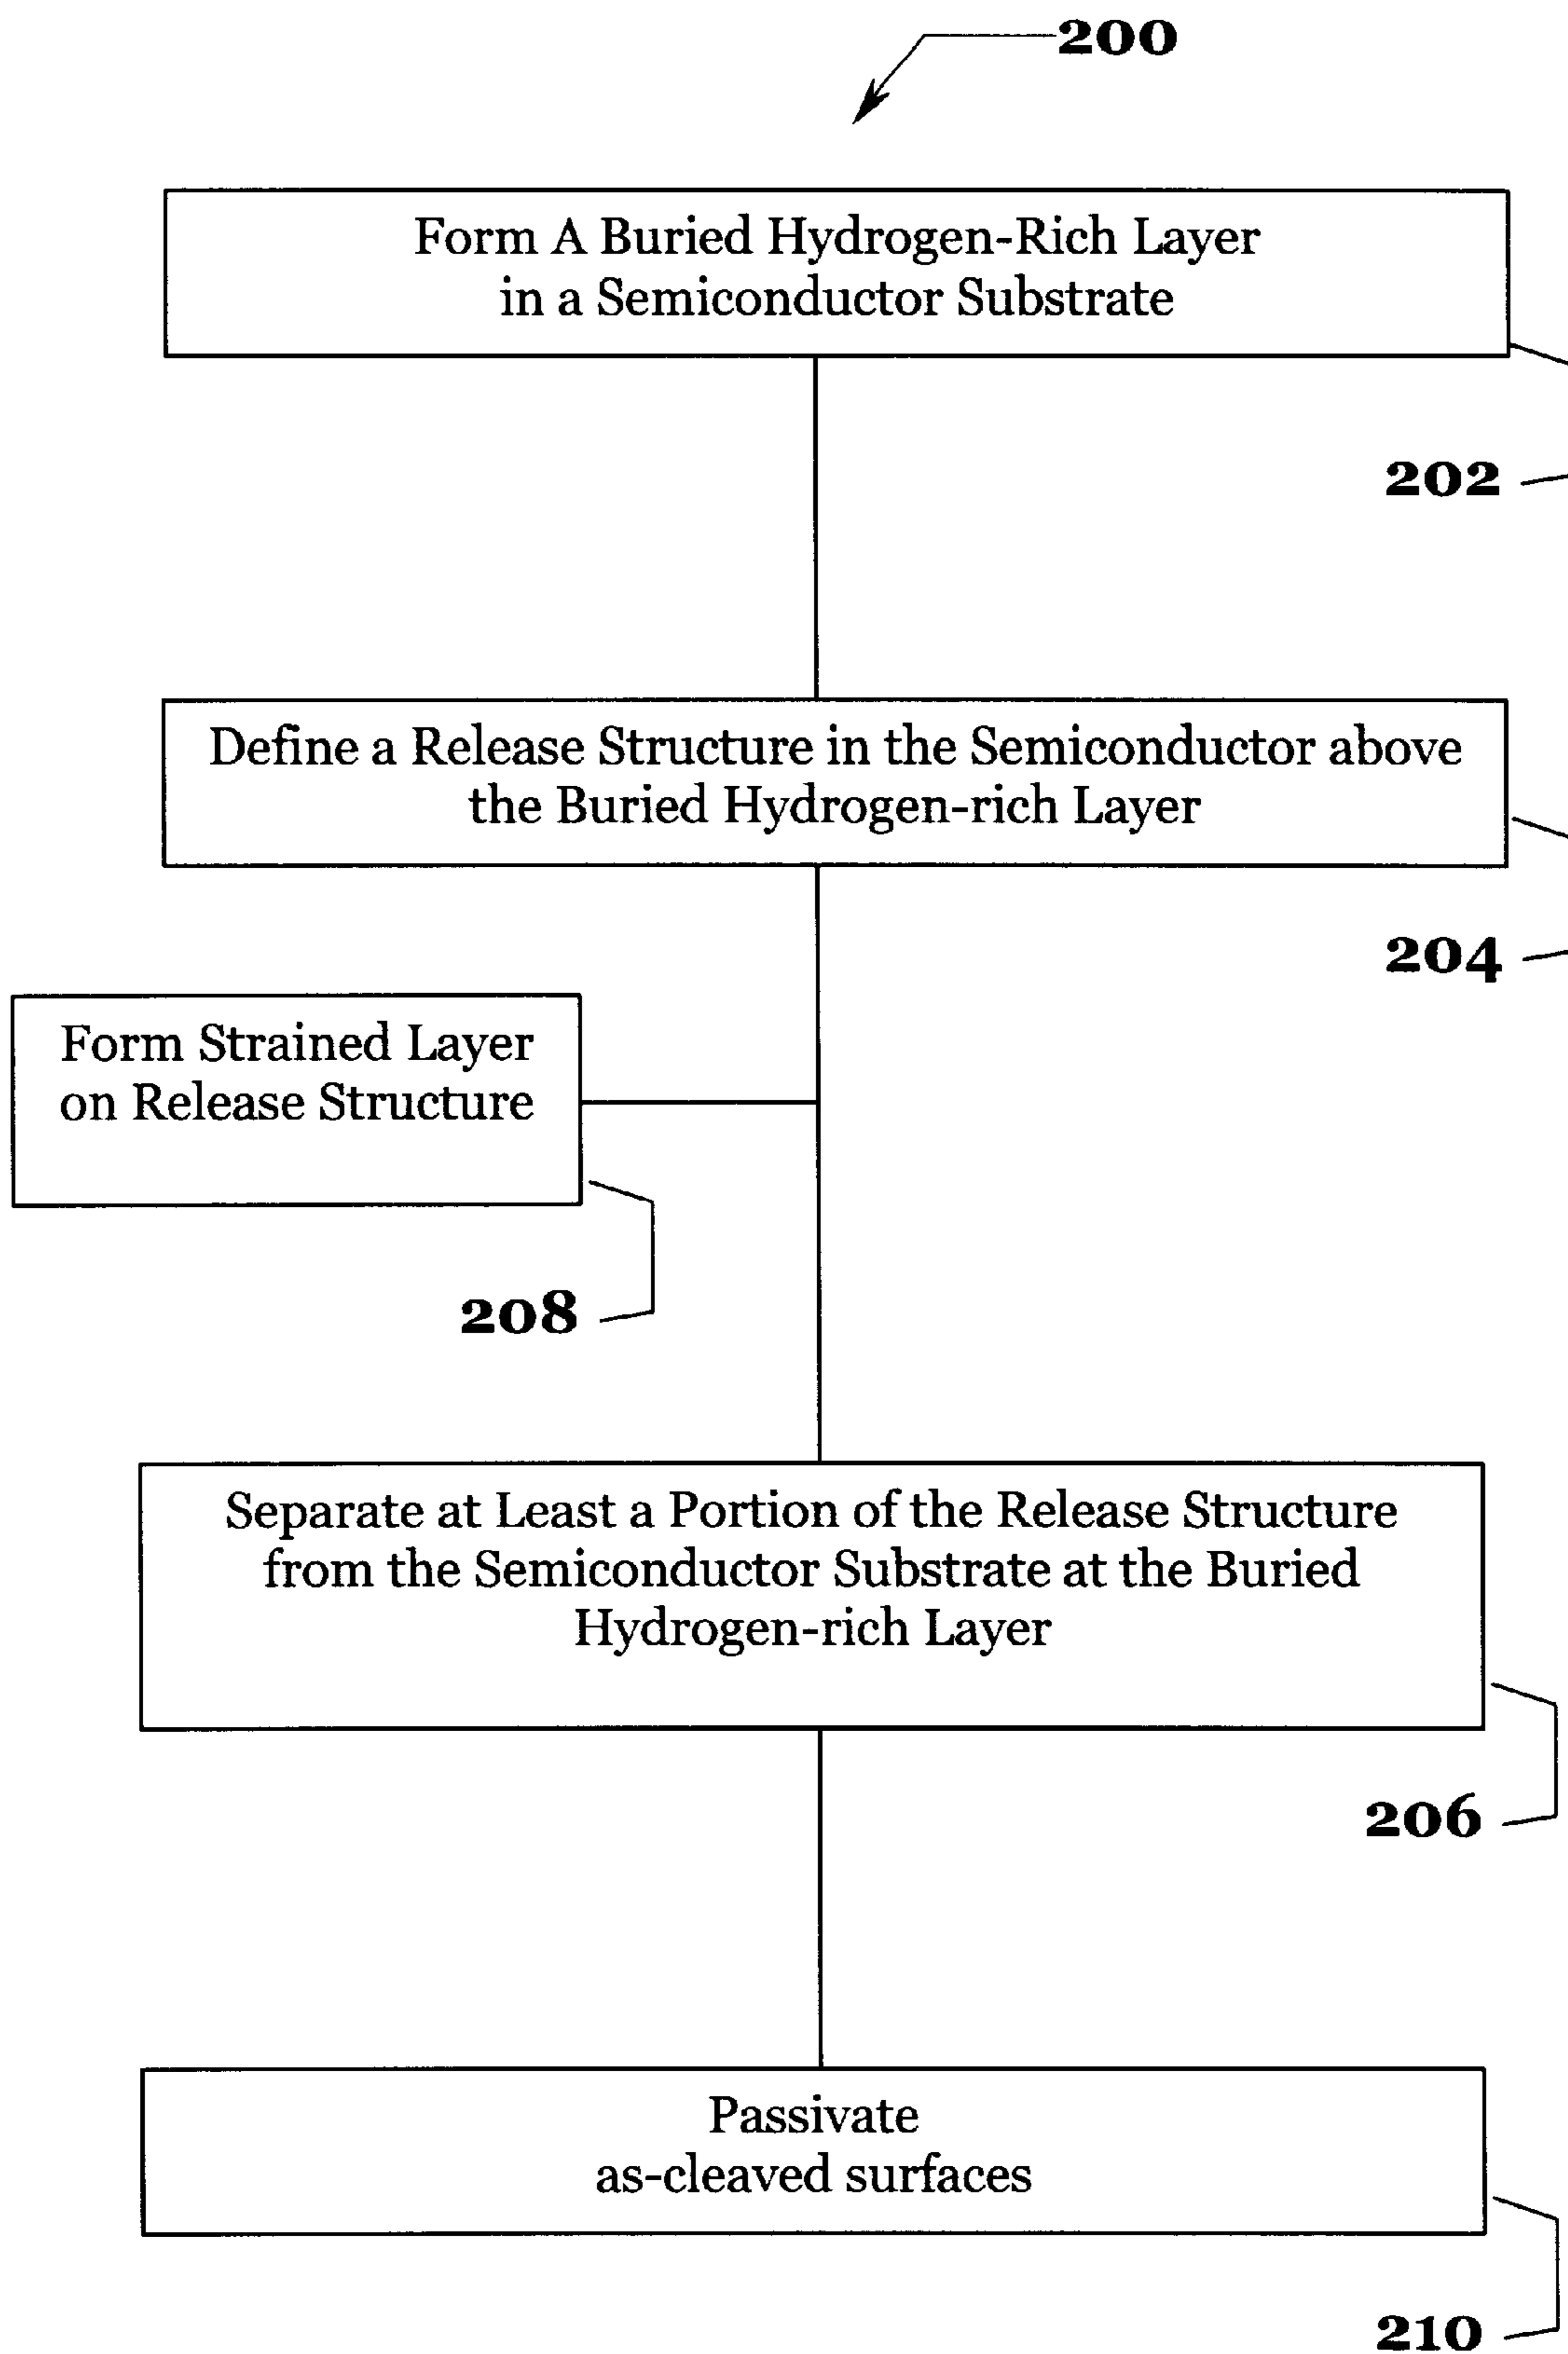 200
Form A Buried Hydrogen-Rich Layer
in a Semiconductor Substrate
202
Define a Release Structure in the Semiconductor above
the Buried Hydrogen-rich Layer
204
Form Strained Layer
on Release Structure
208
Separate at Least a Portion of the Release Structure
from the Semiconductor Substrate at the Buried
Hydrogen-rich Layer
206
Passivate
as-cleaved surfaces
210